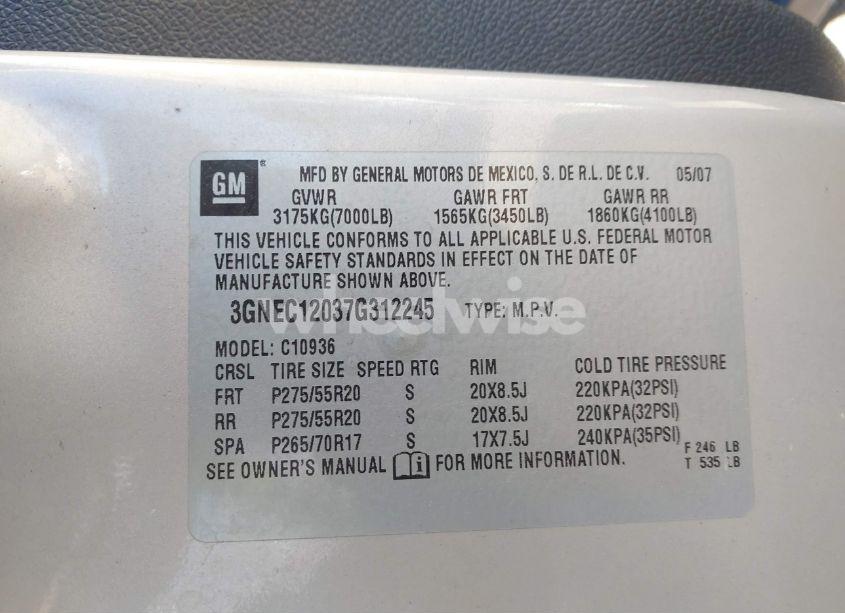 GM ® MFD BY GENERAL MOTORS DE MEXICO, S. DE R.L. DE C.V. 05/07
GVWR GAWR FRT GAWR RR
3175KG(7000LB) 1565KG(3450LB) 1860KG(4100LB)
THIS VEHICLE CONFORMS TO ALL APPLICABLE U.S. FEDERAL MOTOR
VEHICLE SAFETY STANDARDS IN EFFECT ON THE DATE OF
MANUFACTURE SHOWN ABOVE.
3GNEC12037G312245 TYPE: M.P.V.
wheelwise
MODEL: C10936
CRSL TIRE SIZE SPEED RTG RIM COLD TIRE PRESSURE
FRT P275/55R20 S 20X8.5J 220KPA(32PSI)
RR P275/55R20 S 20X8.5J 220KPA(32PSI)
SPA P265/70R17 S 17X7.5J 240KPA(35PSI)
F 246 LB
SEE OWNER'S MANUAL FOR MORE INFORMATION.
T 535 LB